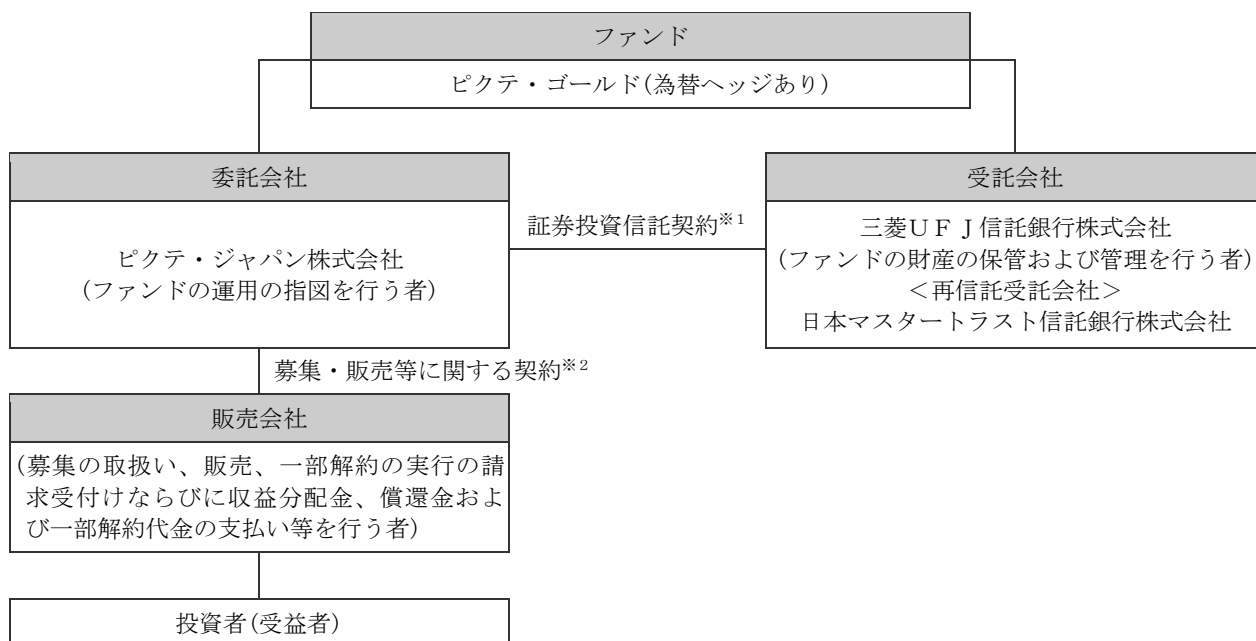 ファンド
ピクテ・ゴールド(為替ヘッジあり)
委託会社
ピクテ・ジャパン株式会社
(ファンドの運用の指図を行う者)
証券投資信託契約※1
受託会社
三菱UFJ信託銀行株式会社
(ファンドの財産の保管および管理を行う者)
<再信託受託会社>
日本マスタートラスト信託銀行株式会社
募集・販売等に関する契約※2
販売会社
(募集の取扱い、販売、一部解約の実行の請
求受付けならびに収益分配金、償還金およ
び一部解約代金の支払い等を行う者)
投資者(受益者)